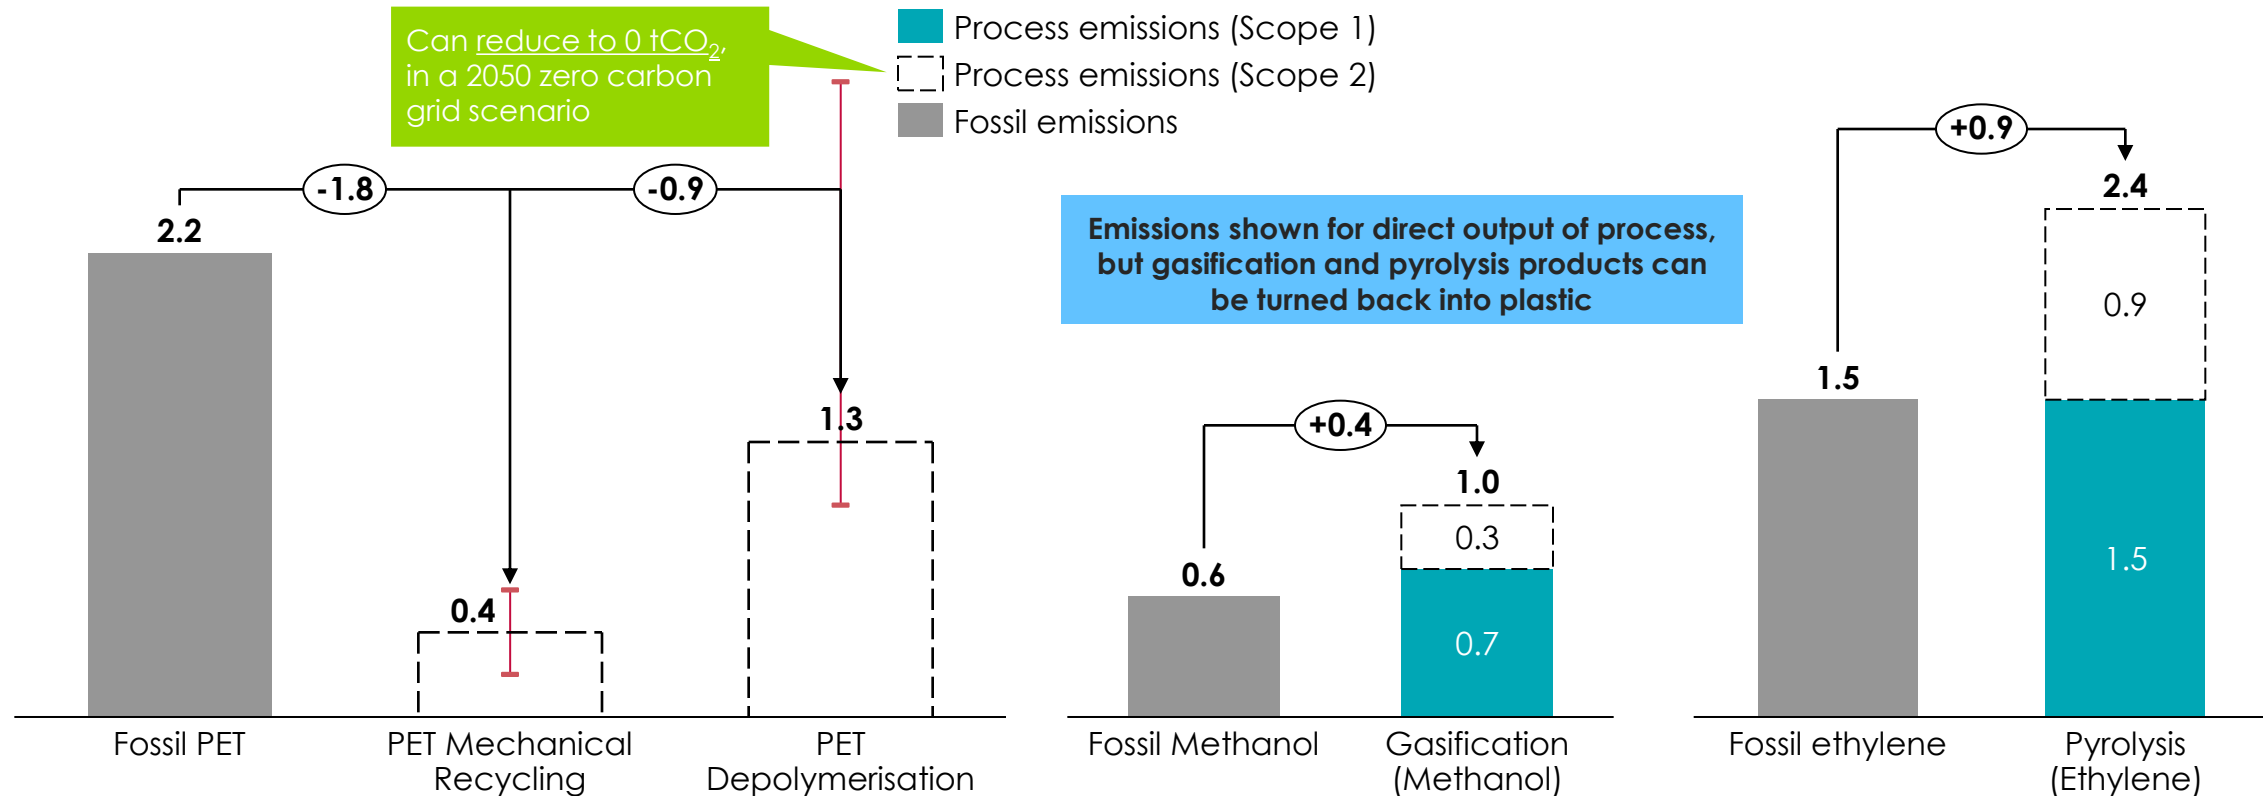 Can reduce to 0 tCO₂,
in a 2050 zero carbon
grid scenario
Process emissions (Scope 1)
Process emissions (Scope 2)
Fossil emissions
-1.8
-0.9
2.2
0.4
1.3
Fossil PET
PET Mechanical
Recycling
PET
Depolymerisation
Emissions shown for direct output of process,
but gasification and pyrolysis products can
be turned back into plastic
+0.4
0.6
1.0
0.3
0.7
Fossil Methanol
Gasification
(Methanol)
+0.9
1.5
2.4
0.9
1.5
Fossil ethylene
Pyrolysis
(Ethylene)